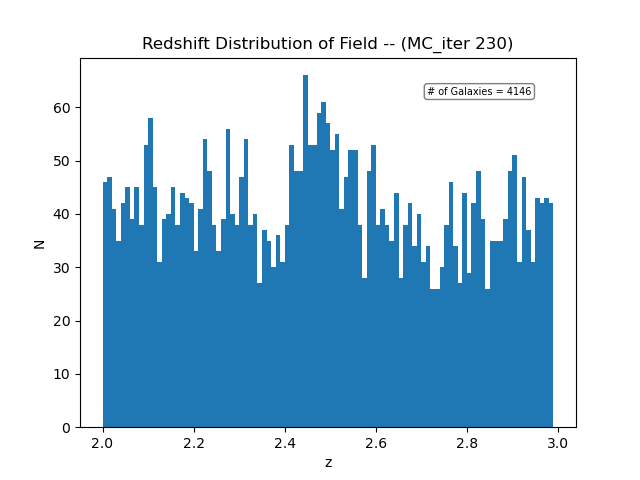 Redshift Distribution of Field -- (MC_iter 230)
# of Galaxies = 4146
60
50
40
30
20
10
0
N
2.0 2.2 2.4 2.6 2.8 3.0
z